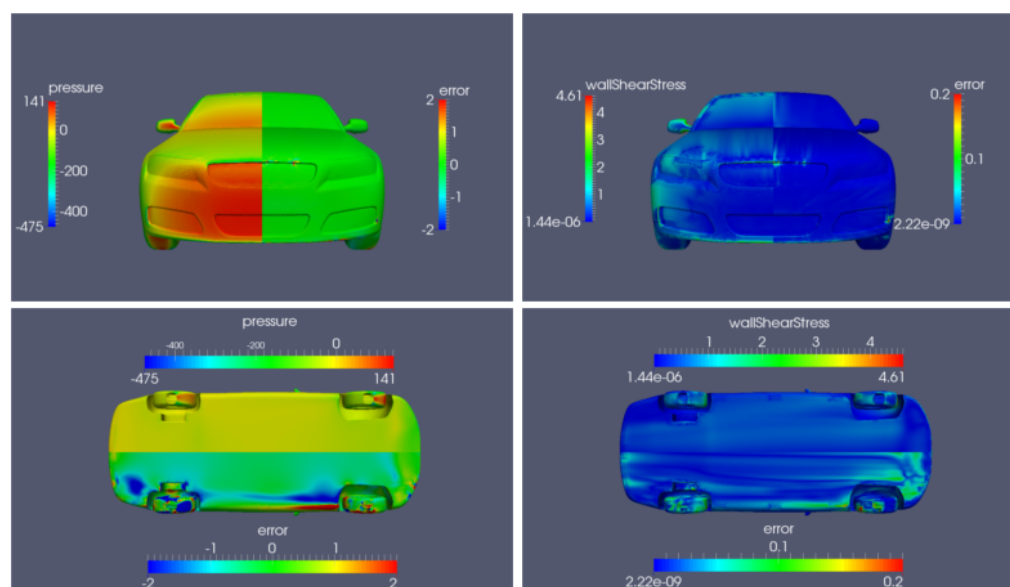 pressure
141
0
-200
-400
-475
error
2
1
0
-1
-2
wallShearStress
4.61
4
3
2
1
1.44e-06
error
0.2
0.1
2.22e-09
pressure
-400 -200 0
-475 141
error
-1 0 1
-2 2
wallShearStress
1 2 3 4
1.44e-06 4.61
error
0.1
2.22e-09 0.2